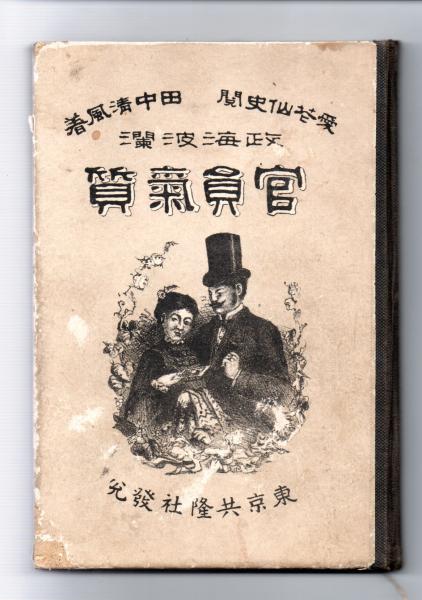 愛花仙史閲 田中清風著
政海波瀾
官員氣質
東京共隆社發兌